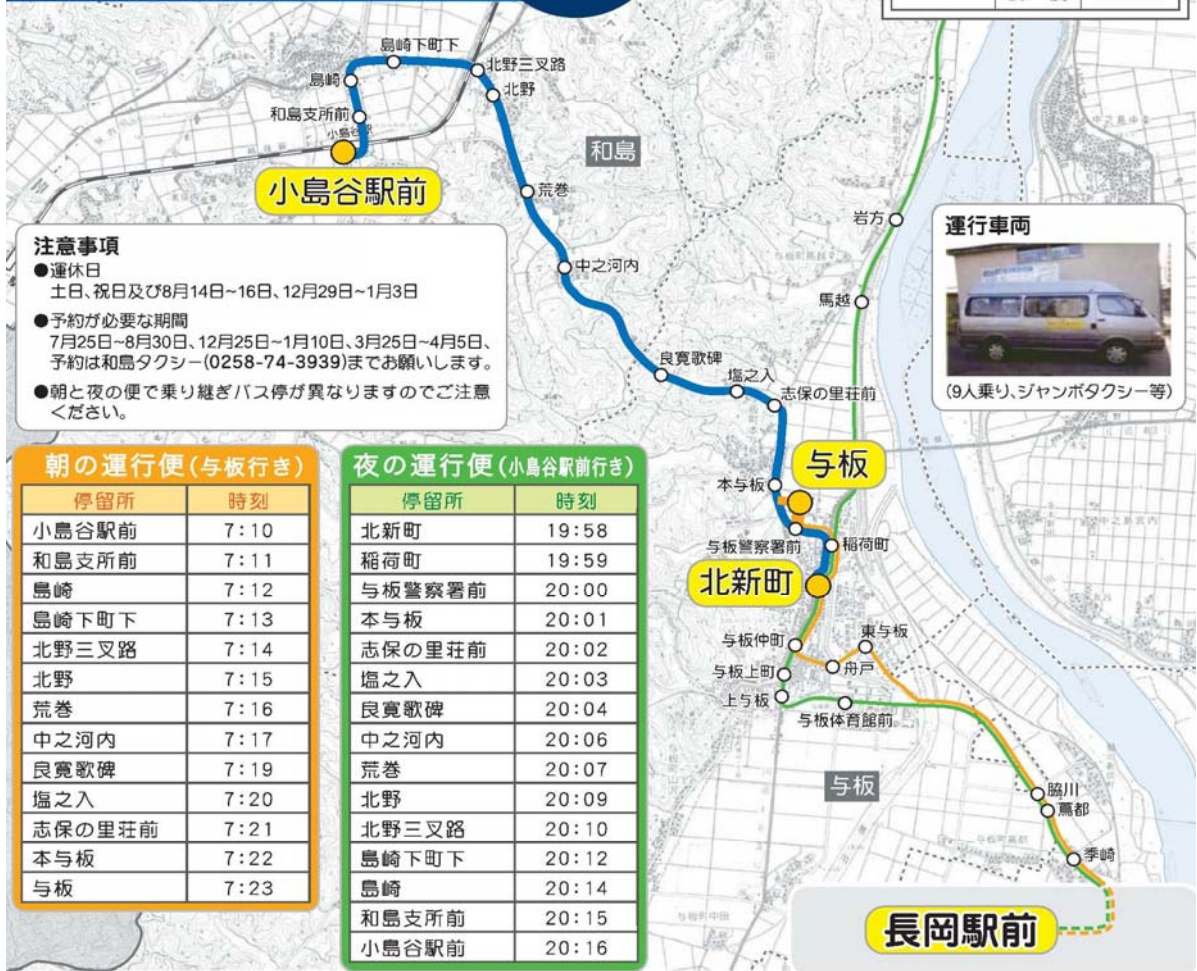 島崎下町下
北野三叉路
島崎
北野
和島支所前
小島谷駅
和島
小島谷駅前
荒巻
岩方
中之河内
馬越
良寛歌碑
塩之入
志保の里荘前
注意事項
●運休日
土日、祝日及び8月14日~16日、12月29日~1月3日
●予約が必要な期間
7月25日~8月30日、12月25日~1月10日、3月25日~4月5日、
予約は和島タクシー(0258-74-3939)までお願いします。
●朝と夜の便で乗り継ぎバス停が異なりますのでご注意
ください。
運行車両
(9人乗り、ジャンボタクシー等)
与板
本与板
与板警察署前
稲荷町
北新町
与板仲町
東与板
舟戸
与板上町
上与板
与板体育館前
与板
脇川
蔦都
季崎
長岡駅前
朝の運行便(与板行き)
停留所 時刻
小島谷駅前 7:10
和島支所前 7:11
島崎 7:12
島崎下町下 7:13
北野三叉路 7:14
北野 7:15
荒巻 7:16
中之河内 7:17
良寛歌碑 7:19
塩之入 7:20
志保の里荘前 7:21
本与板 7:22
与板 7:23
夜の運行便(小島谷駅前行き)
停留所 時刻
北新町 19:58
稲荷町 19:59
与板警察署前 20:00
本与板 20:01
志保の里荘前 20:02
塩之入 20:03
良寛歌碑 20:04
中之河内 20:06
荒巻 20:07
北野 20:09
北野三叉路 20:10
島崎下町下 20:12
島崎 20:14
和島支所前 20:15
小島谷駅前 20:16